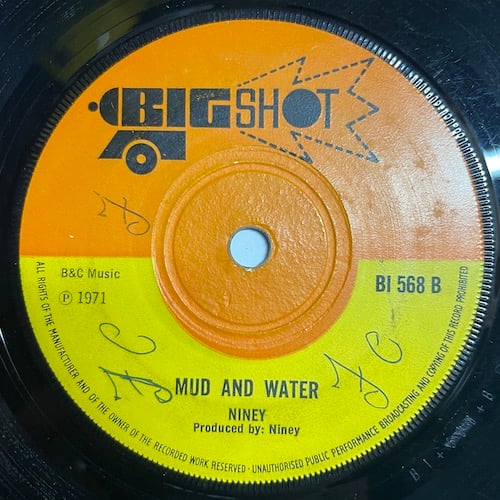 BIG SHOT
B&C Music
BI 568 B
℗ 1971
MUD AND WATER
NINEY
Produced by: Niney
ALL RIGHTS OF THE MANUFACTURER AND OF THE OWNER OF THE RECORDED WORK RESERVED · UNAUTHORISED PUBLIC PERFORMANCE BROADCASTING AND COPYING OF THIS RECORD PROHIBITED